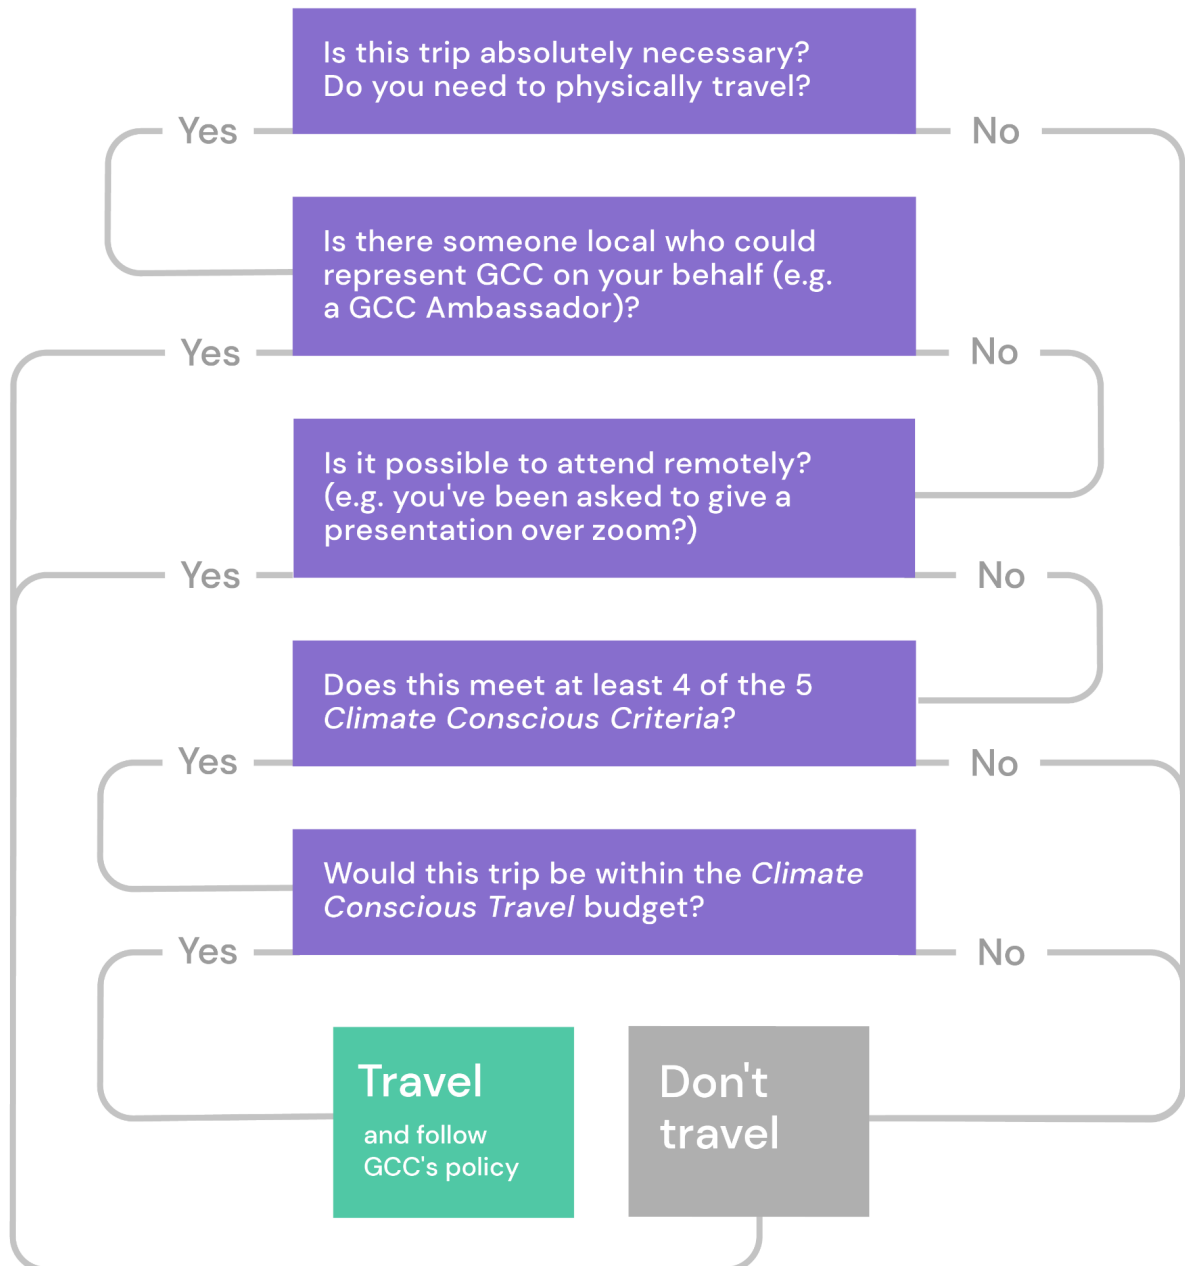 Is this trip absolutely necessary?
Do you need to physically travel?
Yes
No
Is there someone local who could
represent GCC on your behalf (e.g.
a GCC Ambassador)?
Yes
No
Is it possible to attend remotely?
(e.g. you've been asked to give a
presentation over zoom?)
Yes
No
Does this meet at least 4 of the 5
Climate Conscious Criteria?
Yes
No
Would this trip be within the Climate
Conscious Travel budget?
Yes
No
Travel
and follow
GCC's policy
Don't
travel